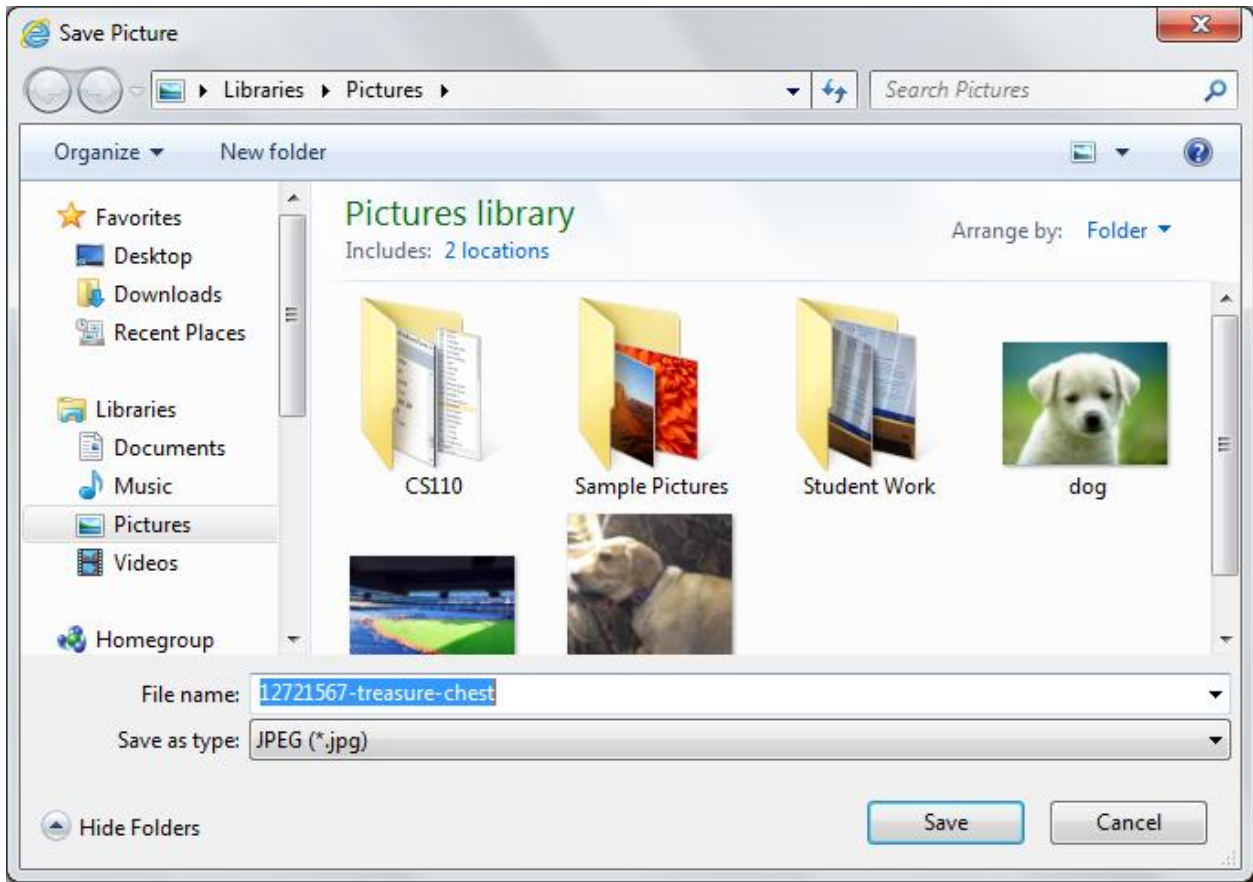 Save Picture
Libraries Pictures
Search Pictures
Organize New folder
Favorites
Desktop
Downloads
Recent Places
Libraries
Documents
Music
Pictures
Videos
Homegroup
Pictures library
Includes: 2 locations
Arrange by: Folder
CS110 Sample Pictures Student Work dog
File name: 12721567-treasure-chest
Save as type: JPEG (*.jpg)
Hide Folders Save Cancel